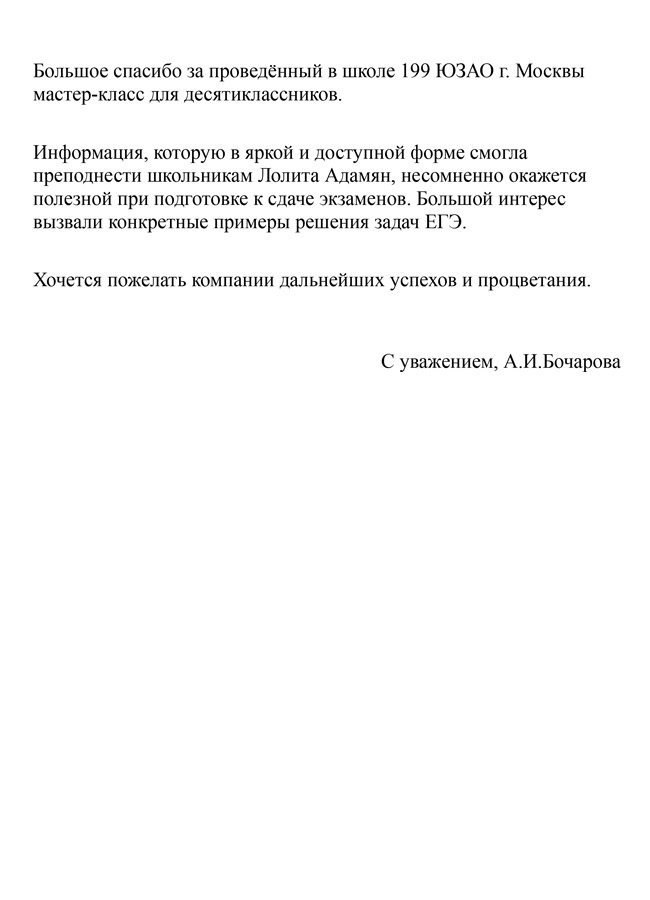 Большое спасибо за проведённый в школе 199 ЮЗАО г. Москвы
мастер-класс для десятиклассников.
Информация, которую в яркой и доступной форме смогла
преподнести школьникам Лолита Адамян, несомненно окажется
полезной при подготовке к сдаче экзаменов. Большой интерес
вызвали конкретные примеры решения задач ЕГЭ.
Хочется пожелать компании дальнейших успехов и процветания.
С уважением, А.И.Бочарова